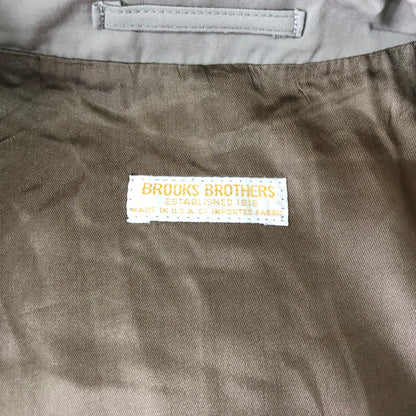 BROOKS BROTHERS
ESTABLISHED 1818
MADE IN U.S.A OF IMPORTED FABRIC